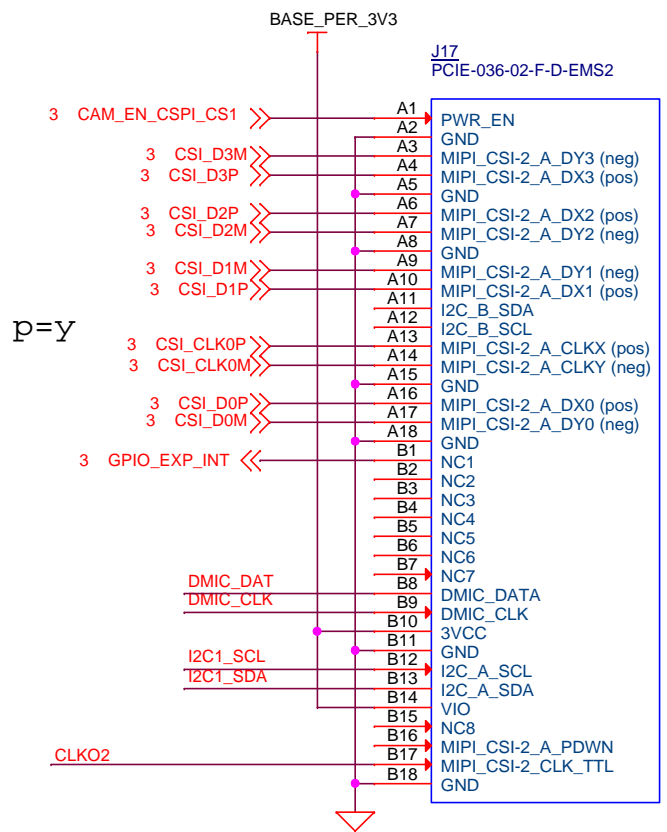 BASE_PER_3V3
J17
PCIE-036-02-F-D-EMS2
3 CAM_EN_CSPI_CS1 A1 PWR_EN
A2 GND
3 CSI_D3M A3 MIPI_CSI-2_A_DY3 (neg)
3 CSI_D3P A4 MIPI_CSI-2_A_DX3 (pos)
A5 GND
3 CSI_D2P A6 MIPI_CSI-2_A_DX2 (pos)
3 CSI_D2M A7 MIPI_CSI-2_A_DY2 (neg)
A8 GND
3 CSI_D1M A9 MIPI_CSI-2_A_DY1 (neg)
3 CSI_D1P A10 MIPI_CSI-2_A_DX1 (pos)
A11 I2C_B_SDA
p=y
A12 I2C_B_SCL
3 CSI_CLK0P A13 MIPI_CSI-2_A_CLKX (pos)
3 CSI_CLK0M A14 MIPI_CSI-2_A_CLKY (neg)
A15 GND
3 CSI_D0P A16 MIPI_CSI-2_A_DX0 (pos)
3 CSI_D0M A17 MIPI_CSI-2_A_DY0 (neg)
A18 GND
3 GPIO_EXP_INT B1 NC1
B2 NC2
B3 NC3
B4 NC4
B5 NC5
B6 NC6
B7 NC7
DMIC_DAT B8 DMIC_DATA
DMIC_CLK B9 DMIC_CLK
B10 3VCC
B11 GND
I2C1_SCL B12 I2C_A_SCL
I2C1_SDA B13 I2C_A_SDA
B14 VIO
B15 NC8
B16 MIPI_CSI-2_A_PDWN
CLKO2 B17 MIPI_CSI-2_CLK_TTL
B18 GND